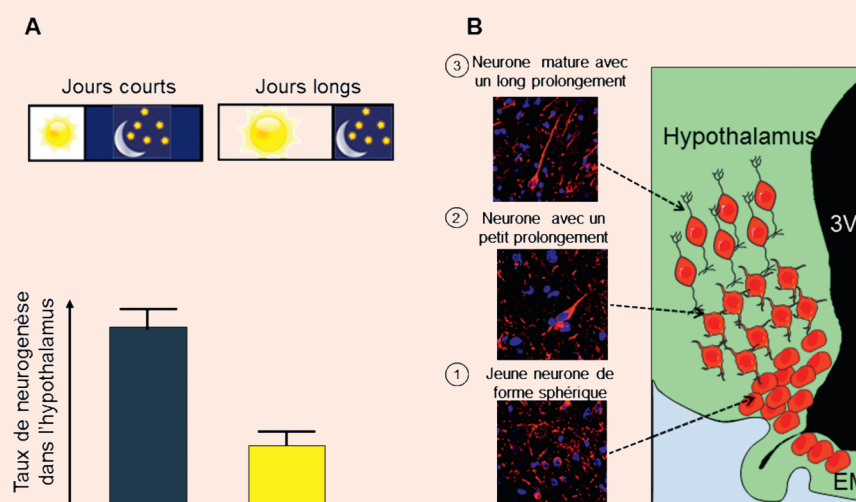 A
Jours courts
Jours longs
Taux de neurogenèse
dans l'hypothalamus
B
3
Neurone mature avec
un long prolongement
2
Neurone avec un
petit prolongement
1
Jeune neurone de
forme sphérique
Hypothalamus
3V
EM